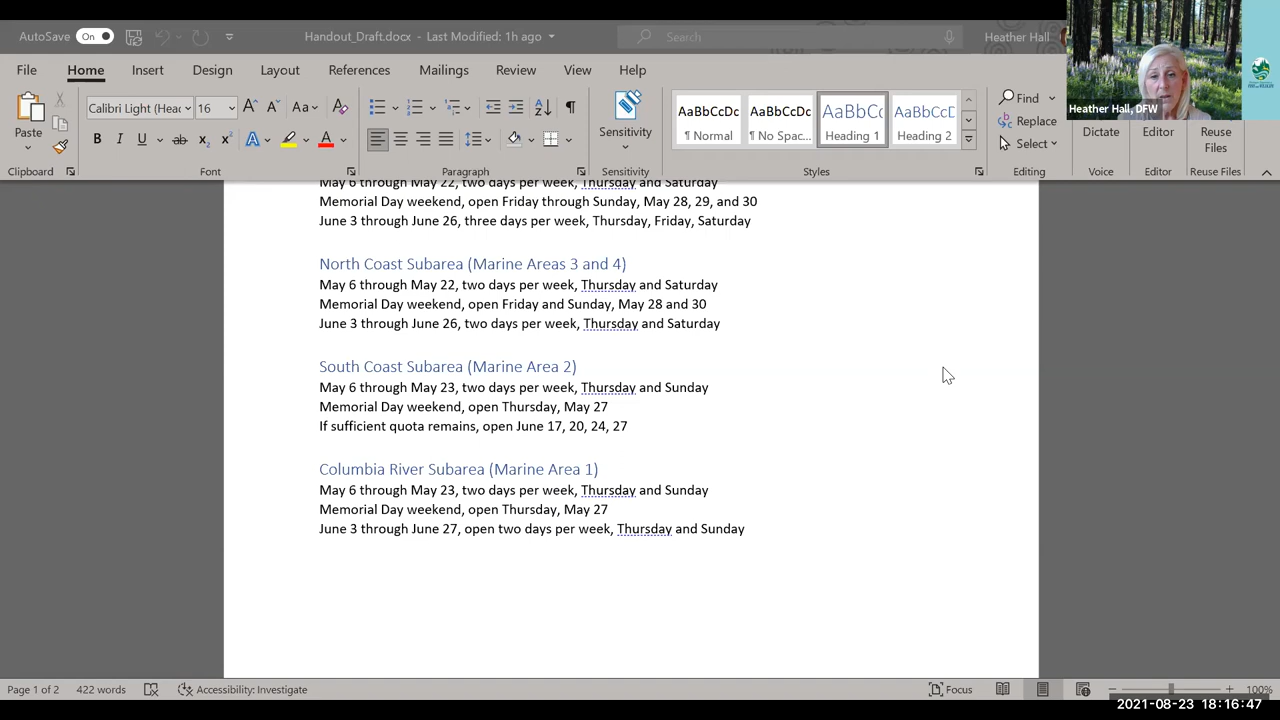 AutoSave On Handout_Draft.docx - Last Modified: 1h ago Search Heather Hall
File Home Insert Design Layout References Mailings Review View Help
Calibri Light (Head 16 Aa
Paste
AaBbCcDc AaBbCcDc AaBbCc AaBbCcD
¶ Normal ¶ No Spac... Heading 1 Heading 2
Sensitivity
Find
Replace
Select
Dictate Editor Reuse Files
Heather Hall, DFW
Clipboard Font Paragraph Sensitivity Styles Editing Voice Editor Reuse Files
May 6 through May 22, two days per week, Thursday and Saturday
Memorial Day weekend, open Friday through Sunday, May 28, 29, and 30
June 3 through June 26, three days per week, Thursday, Friday, Saturday
North Coast Subarea (Marine Areas 3 and 4)
May 6 through May 22, two days per week, Thursday and Saturday
Memorial Day weekend, open Friday and Sunday, May 28 and 30
June 3 through June 26, two days per week, Thursday and Saturday
South Coast Subarea (Marine Area 2)
May 6 through May 23, two days per week, Thursday and Sunday
Memorial Day weekend, open Thursday, May 27
If sufficient quota remains, open June 17, 20, 24, 27
Columbia River Subarea (Marine Area 1)
May 6 through May 23, two days per week, Thursday and Sunday
Memorial Day weekend, open Thursday, May 27
June 3 through June 27, open two days per week, Thursday and Sunday
Page 1 of 2 422 words Accessibility: Investigate Focus 100%
2021-08-23 18:16:47